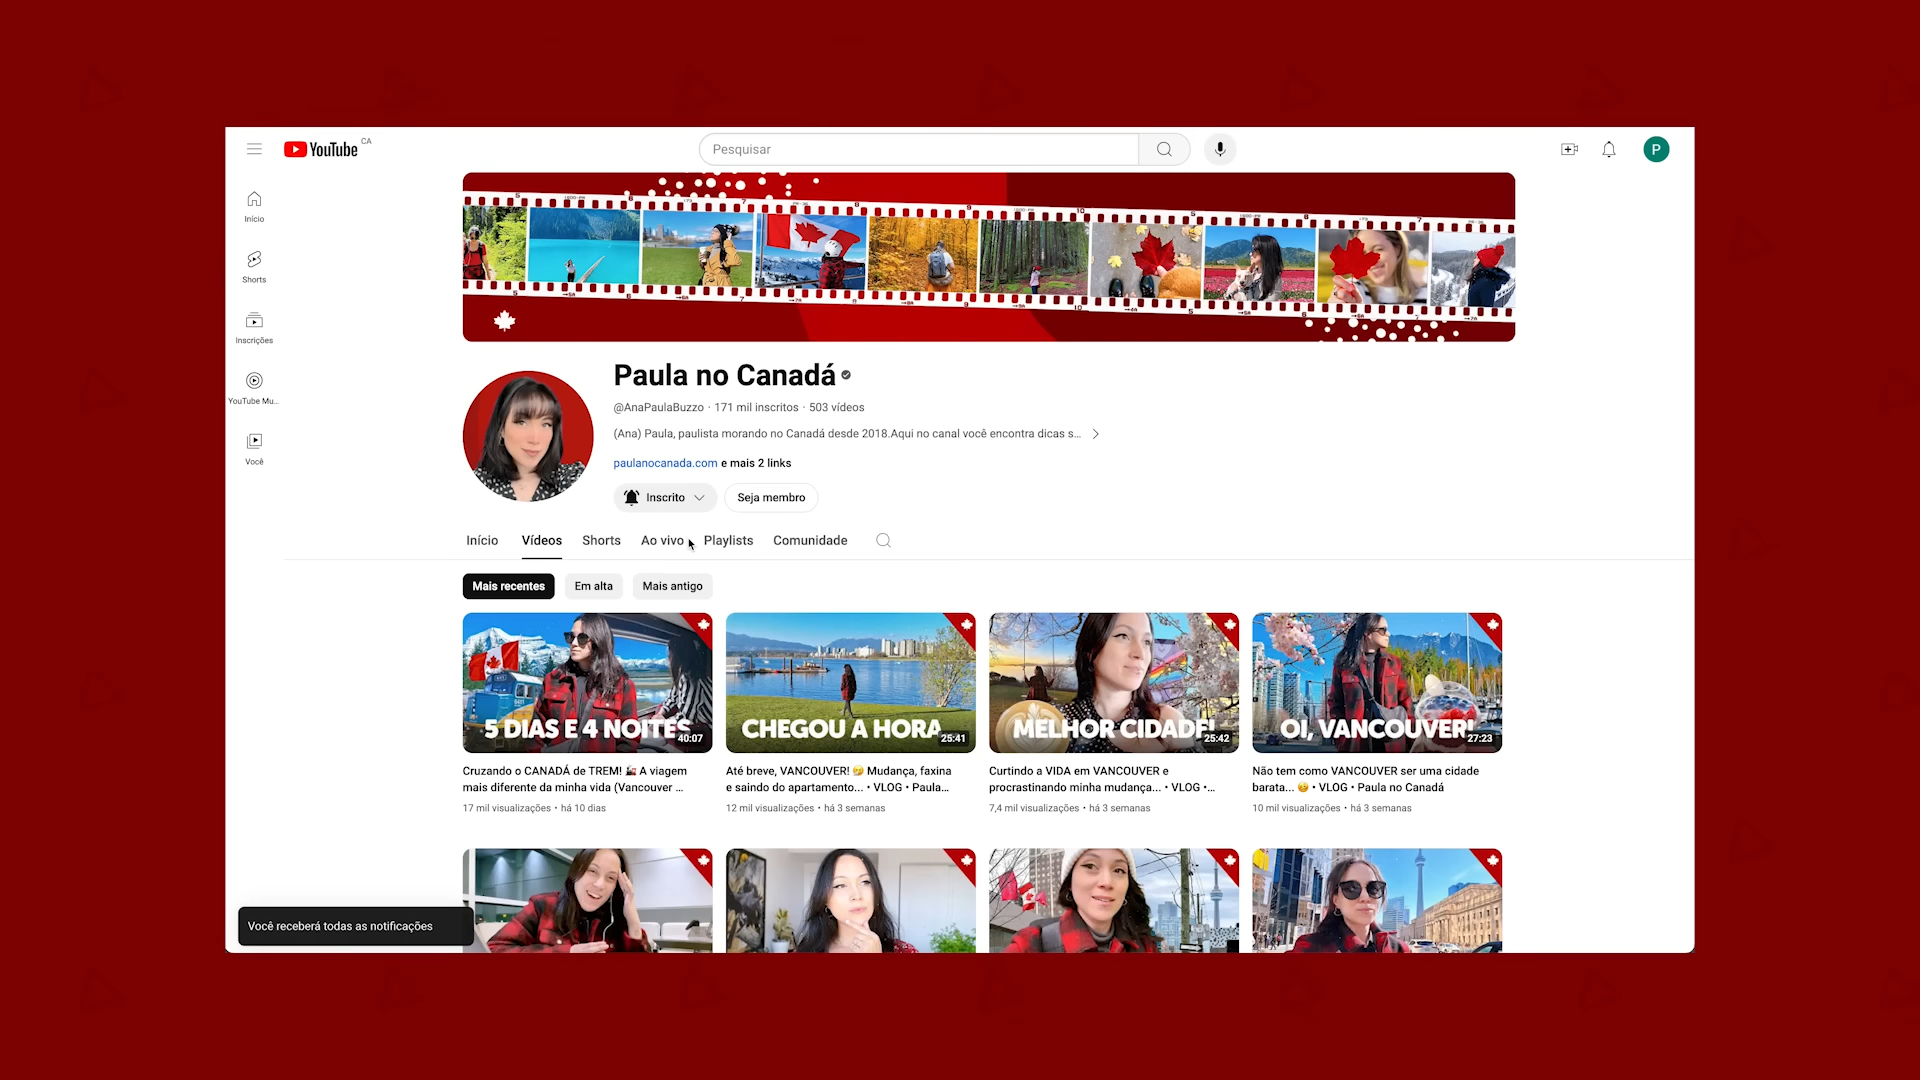 YouTube CA
Pesquisar
P
Início
Shorts
Inscrições
YouTube Mu...
Você
Paula no Canadá
@AnaPaulaBuzzo · 171 mil inscritos · 503 vídeos
(Ana) Paula, paulista morando no Canadá desde 2018.Aqui no canal você encontra dicas s...
paulanocanada.com e mais 2 links
Inscrito
Seja membro
Início
Vídeos
Shorts
Ao vivo
Playlists
Comunidade
Mais recentes
Em alta
Mais antigo
5 DIAS E 4 NOITES
40:07
CHEGOU A HORA
25:41
MELHOR CIDADE!
25:42
OI, VANCOUVER!
27:23
Cruzando o CANADÁ de TREM! 🚂 A viagem
mais diferente da minha vida (Vancouver ...
17 mil visualizações • há 10 dias
Até breve, VANCOUVER! 🤧 Mudança, faxina
e saindo do apartamento... • VLOG • Paula...
12 mil visualizações • há 3 semanas
Curtindo a VIDA em VANCOUVER e
procrastinando minha mudança... • VLOG •...
7,4 mil visualizações • há 3 semanas
Não tem como VANCOUVER ser uma cidade
barata... 🥲 • VLOG • Paula no Canadá
10 mil visualizações • há 3 semanas
Você receberá todas as notificações